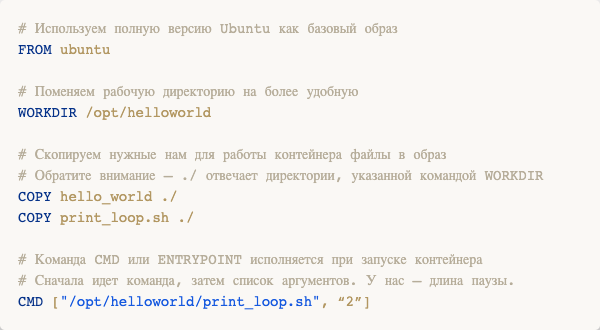 # Используем полную версию Ubuntu как базовый образ
FROM ubuntu
# Поменяем рабочую директорию на более удобную
WORKDIR /opt/helloworld
# Скопируем нужные нам для работы контейнера файлы в образ
# Обратите внимание — ./ отвечает директории, указанной командой WORKDIR
COPY hello_world ./
COPY print_loop.sh ./
# Команда CMD или ENTRYPOINT исполняется при запуске контейнера
# Сначала идет команда, затем список аргументов. У нас — длина паузы.
CMD ["/opt/helloworld/print_loop.sh", “2”]